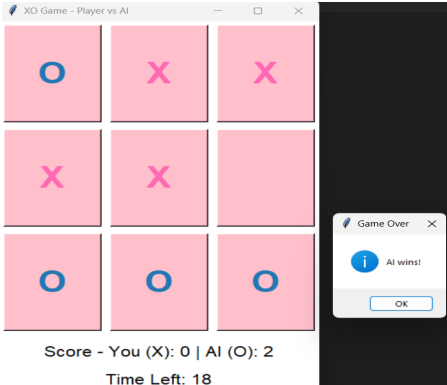 XO Game - Player vs AI
O X X
X X
O O O
Score - You (X): 0 | AI (O): 2
Time Left: 18
Game Over
AI wins!
OK